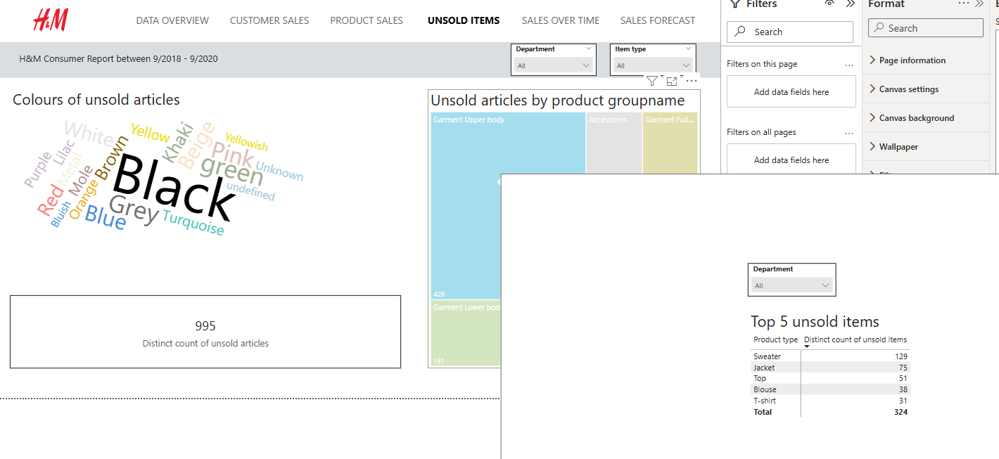 H&M
DATA OVERVIEW
CUSTOMER SALES
PRODUCT SALES
UNSOLD ITEMS
SALES OVER TIME
SALES FORECAST
H&M Consumer Report between 9/2018 - 9/2020
Department
All
Item type
All
Colours of unsold articles
White
Yellow
Khaki
Beige
Yellowish
Purple
Lilac
Metal
Mole
Brown
Black
Pink
green
Unknown
undefined
Red
Bluish
Orange
Blue
Grey
Turquoise
995
Distinct count of unsold articles
Unsold articles by product groupname
Garment Upper body
Accessories
Garment Full...
428
Garment Lower bod
151
Filters
Search
Filters on this page
Add data fields here
Filters on all pages
Add data fields here
Format
Search
Page information
Canvas settings
Canvas background
Wallpaper
Department
All
Top 5 unsold items
Product type Distinct count of unsold items
Sweater 129
Jacket 75
Top 51
Blouse 38
T-shirt 31
Total 324